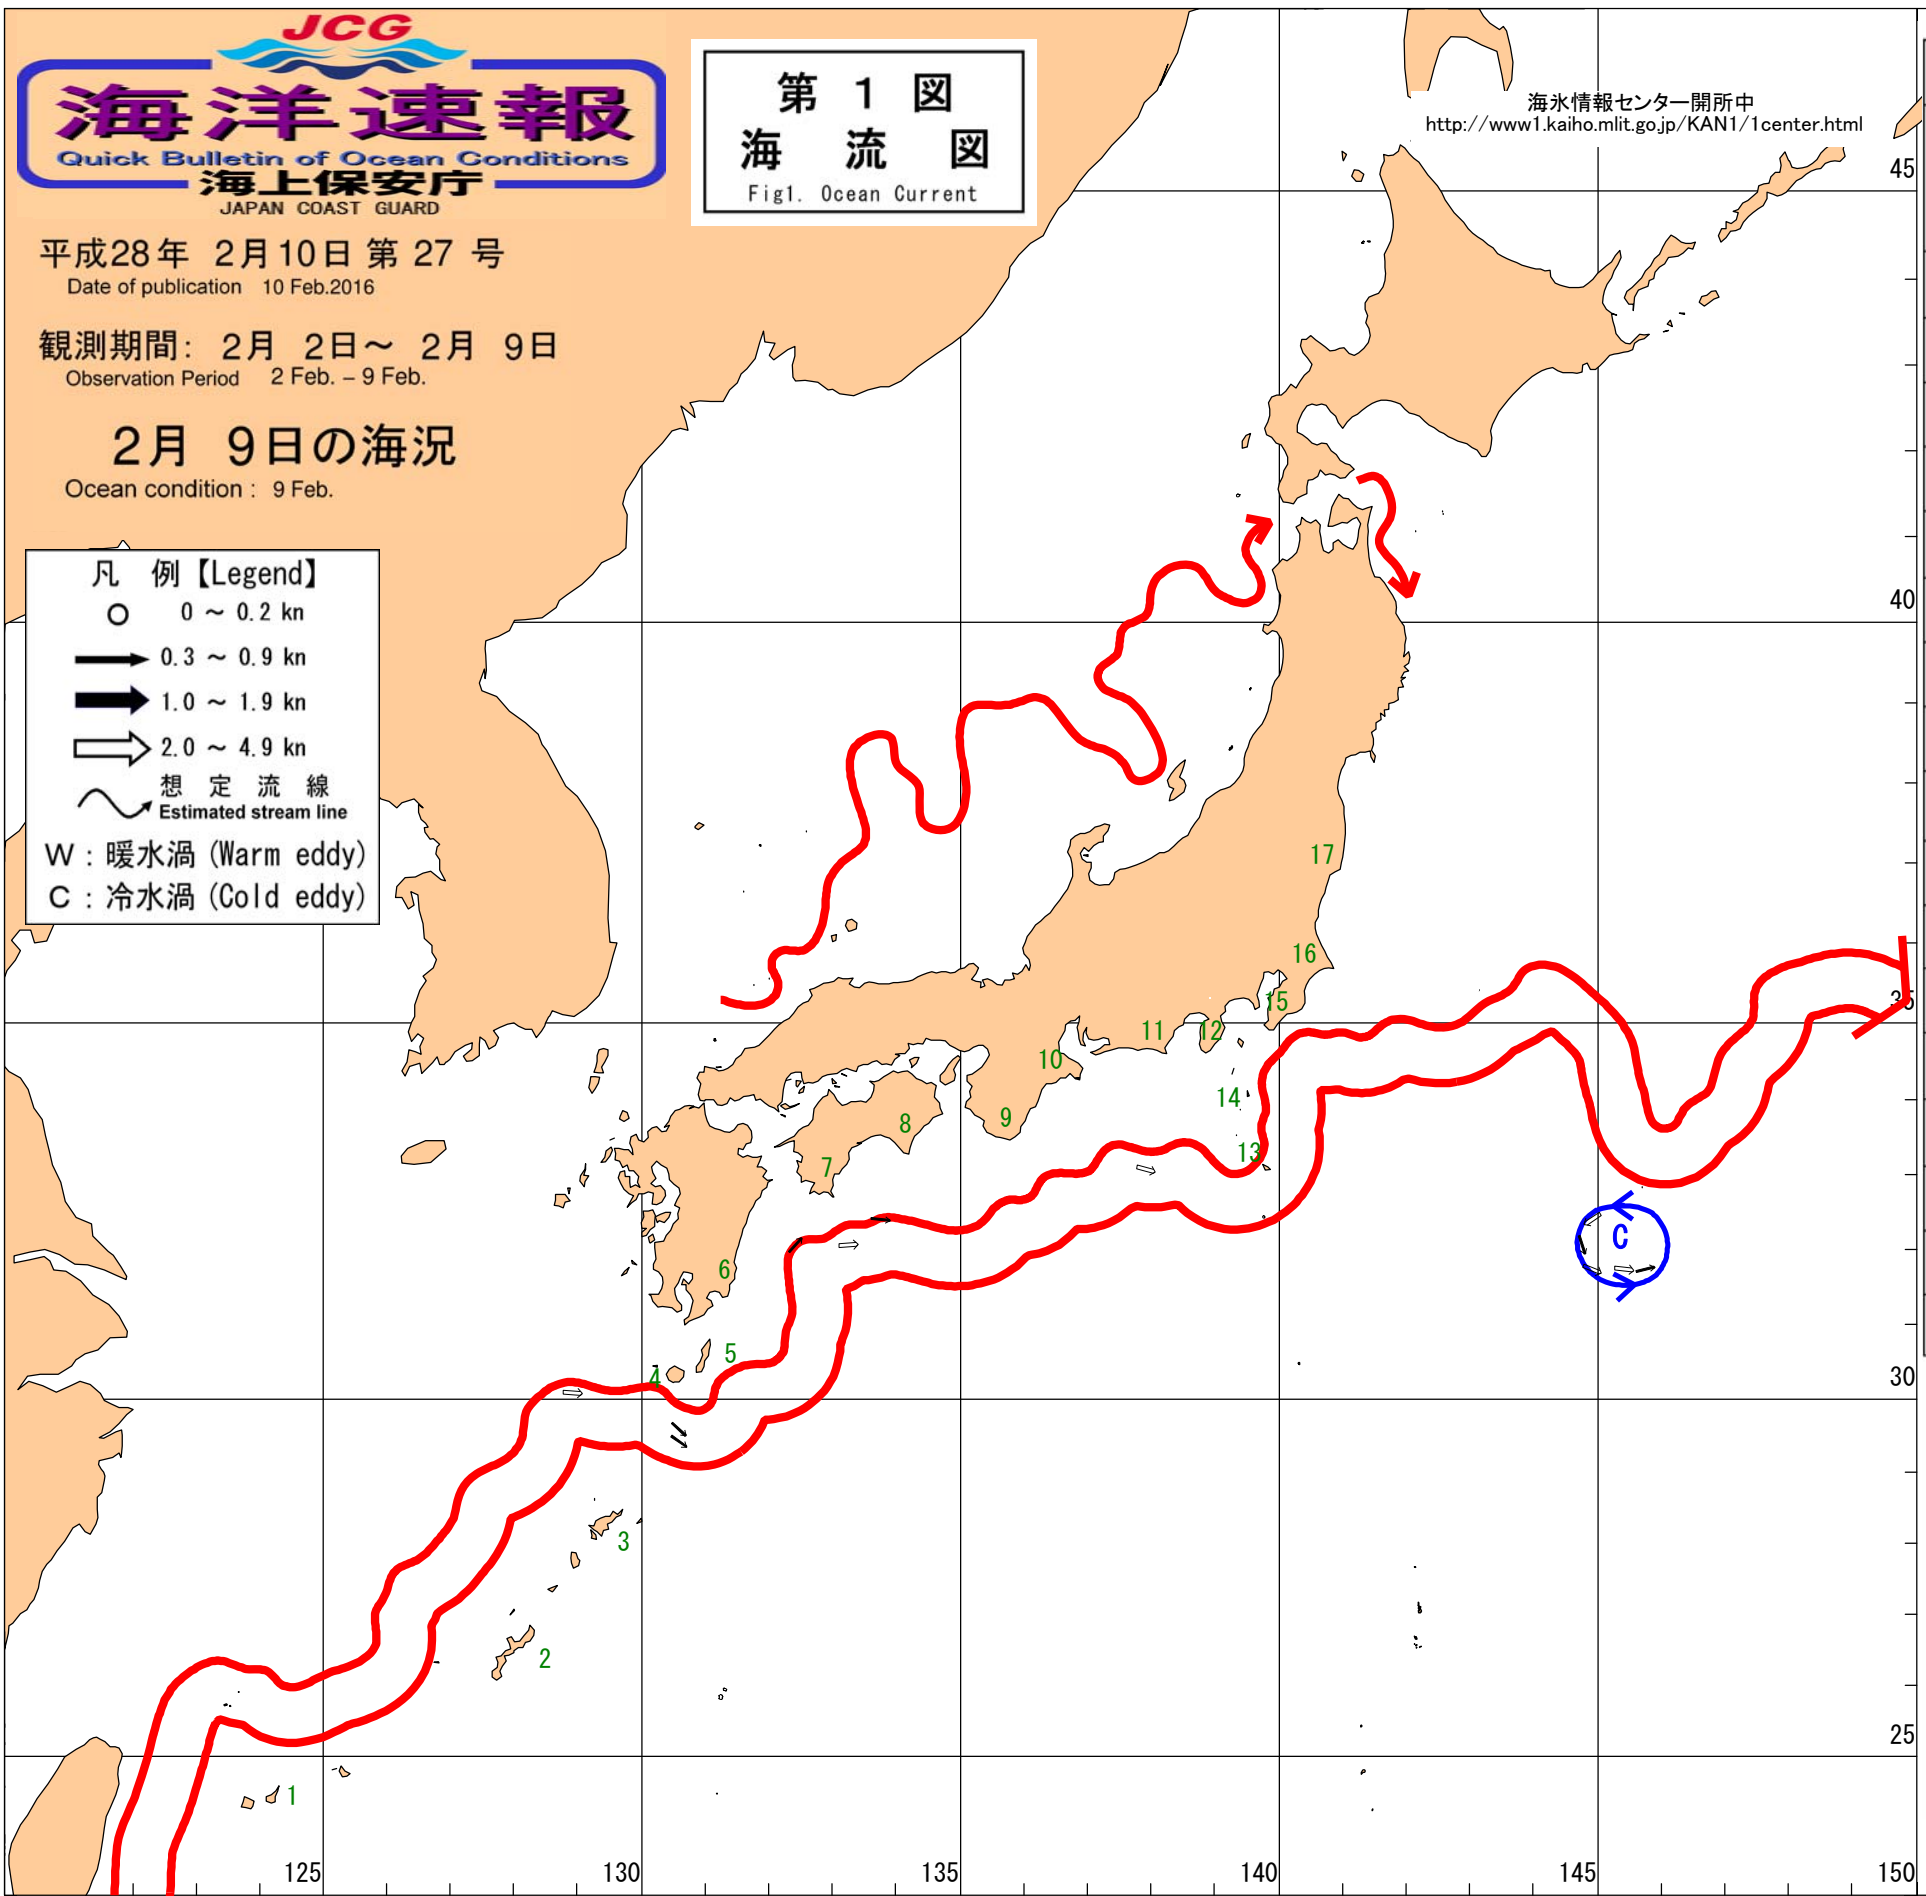 JCG
海洋速報
Quick Bulletin of Ocean Conditions
海上保安庁
JAPAN COAST GUARD
平成28年 2月10日 第 27 号
Date of publication 10 Feb.2016
観測期間: 2月 2日～ 2月 9日
Observation Period 2 Feb. – 9 Feb.
2月 9日の海況
Ocean condition : 9 Feb.
第 1 図
海 流 図
Fig1. Ocean Current
海氷情報センター開所中
http://www1.kaiho.mlit.go.jp/KAN1/1center.html
凡 例【Legend】
0 ～ 0.2 kn
0.3 ～ 0.9 kn
1.0 ～ 1.9 kn
2.0 ～ 4.9 kn
想 定 流 線
Estimated stream line
W : 暖水渦 (Warm eddy)
C : 冷水渦 (Cold eddy)
45
40
17
16
35
15
12
11
10
14
9
8
13
7
C
6
5
4
30
3
2
25
1
125
130
135
140
145
150